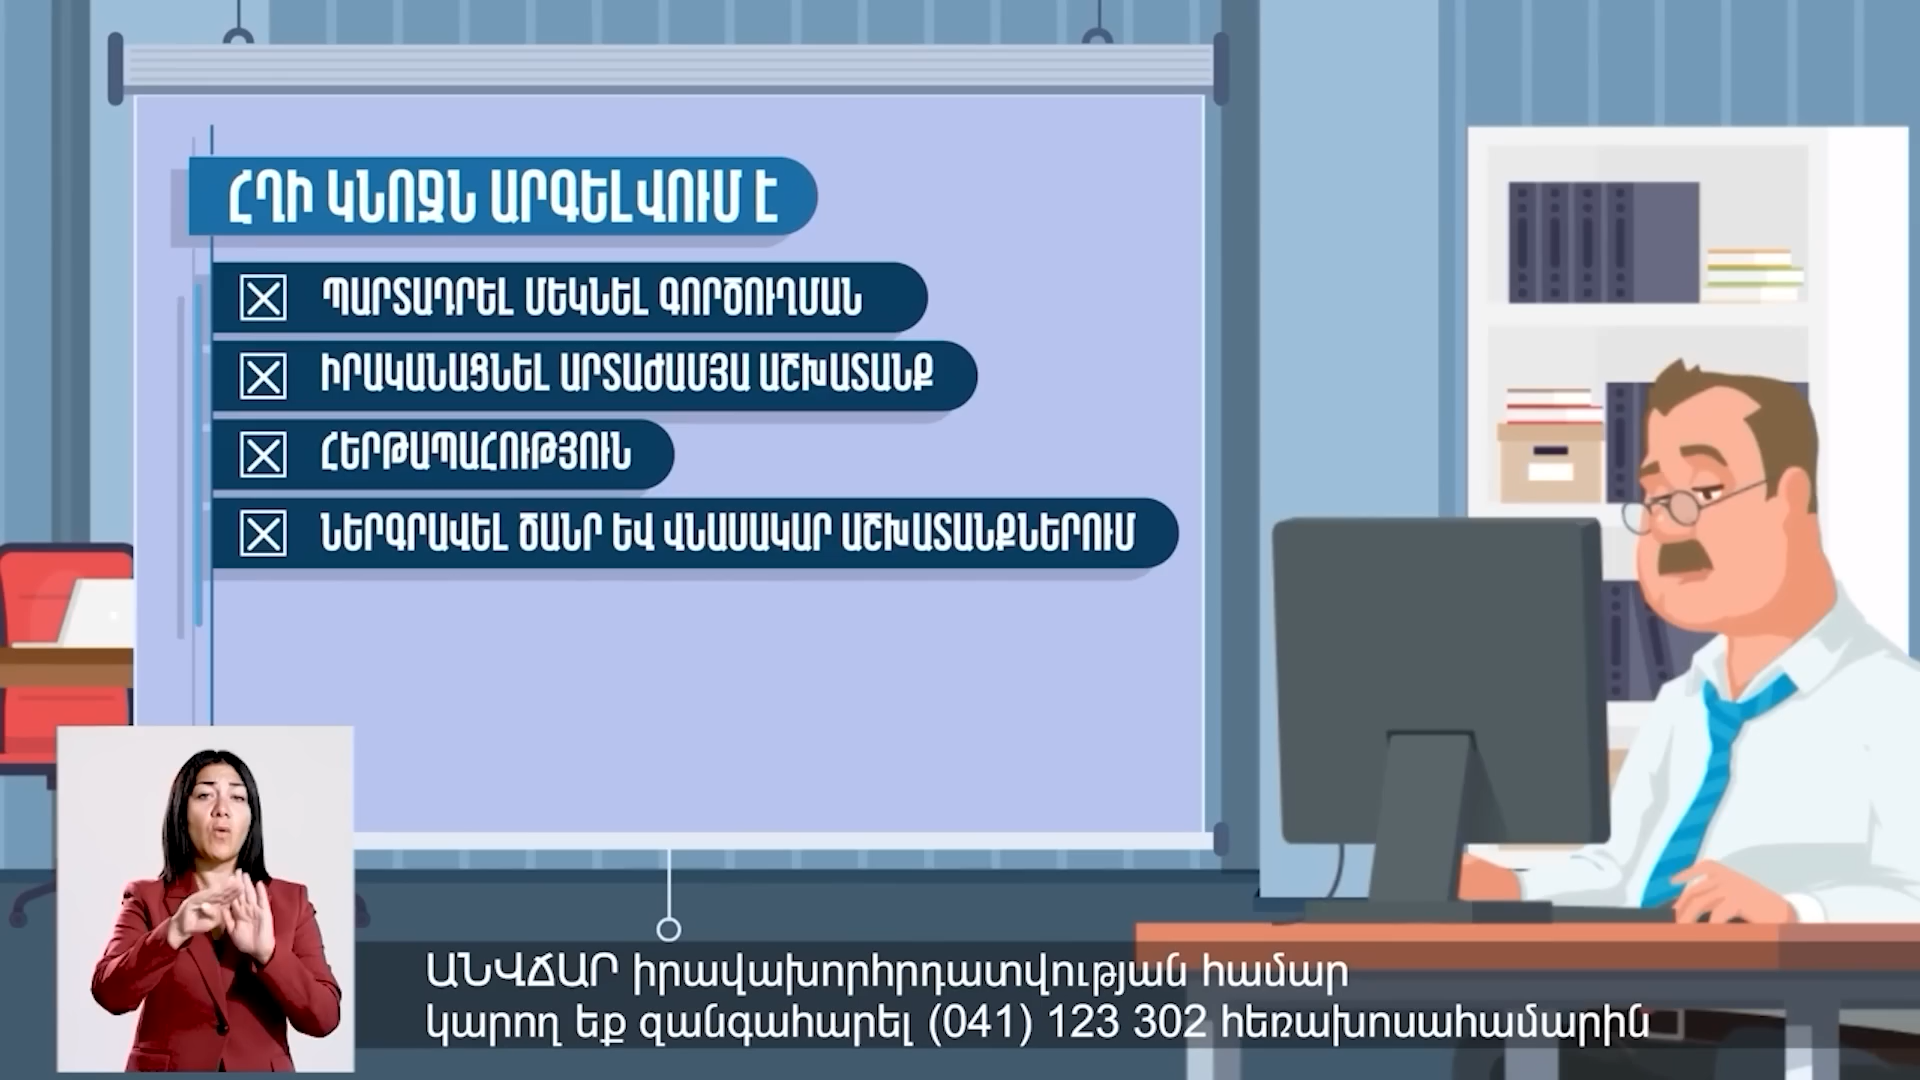 ՀՂԻ ԿՆՈՋՆ ԱՐԳԵԼՎՈՒՄ Է
ՊԱՐՏԱԴՐԵԼ ՄԵԿՆԵԼ ԳՈՐԾՈՒՂՄԱՆ
ԻՐԱԿԱՆԱՑՆԵԼ ԱՐՏԱԺԱՄՅԱ ԱՇԽԱՏԱՆՔ
ՀԵՐԹԱՊԱՀՈՒԹՅՈՒՆ
ՆԵՐԳՐԱՎԵԼ ԾԱՆՐ ԵՎ ՎՆԱՍԱԿԱՐ ԱՇԽԱՏԱՆՔՆԵՐՈՒՄ
ԱՆՎՃԱՐ իրավախորհրդատվության համար
կարող եք զանգահարել (041) 123 302 հեռախոսահամարին